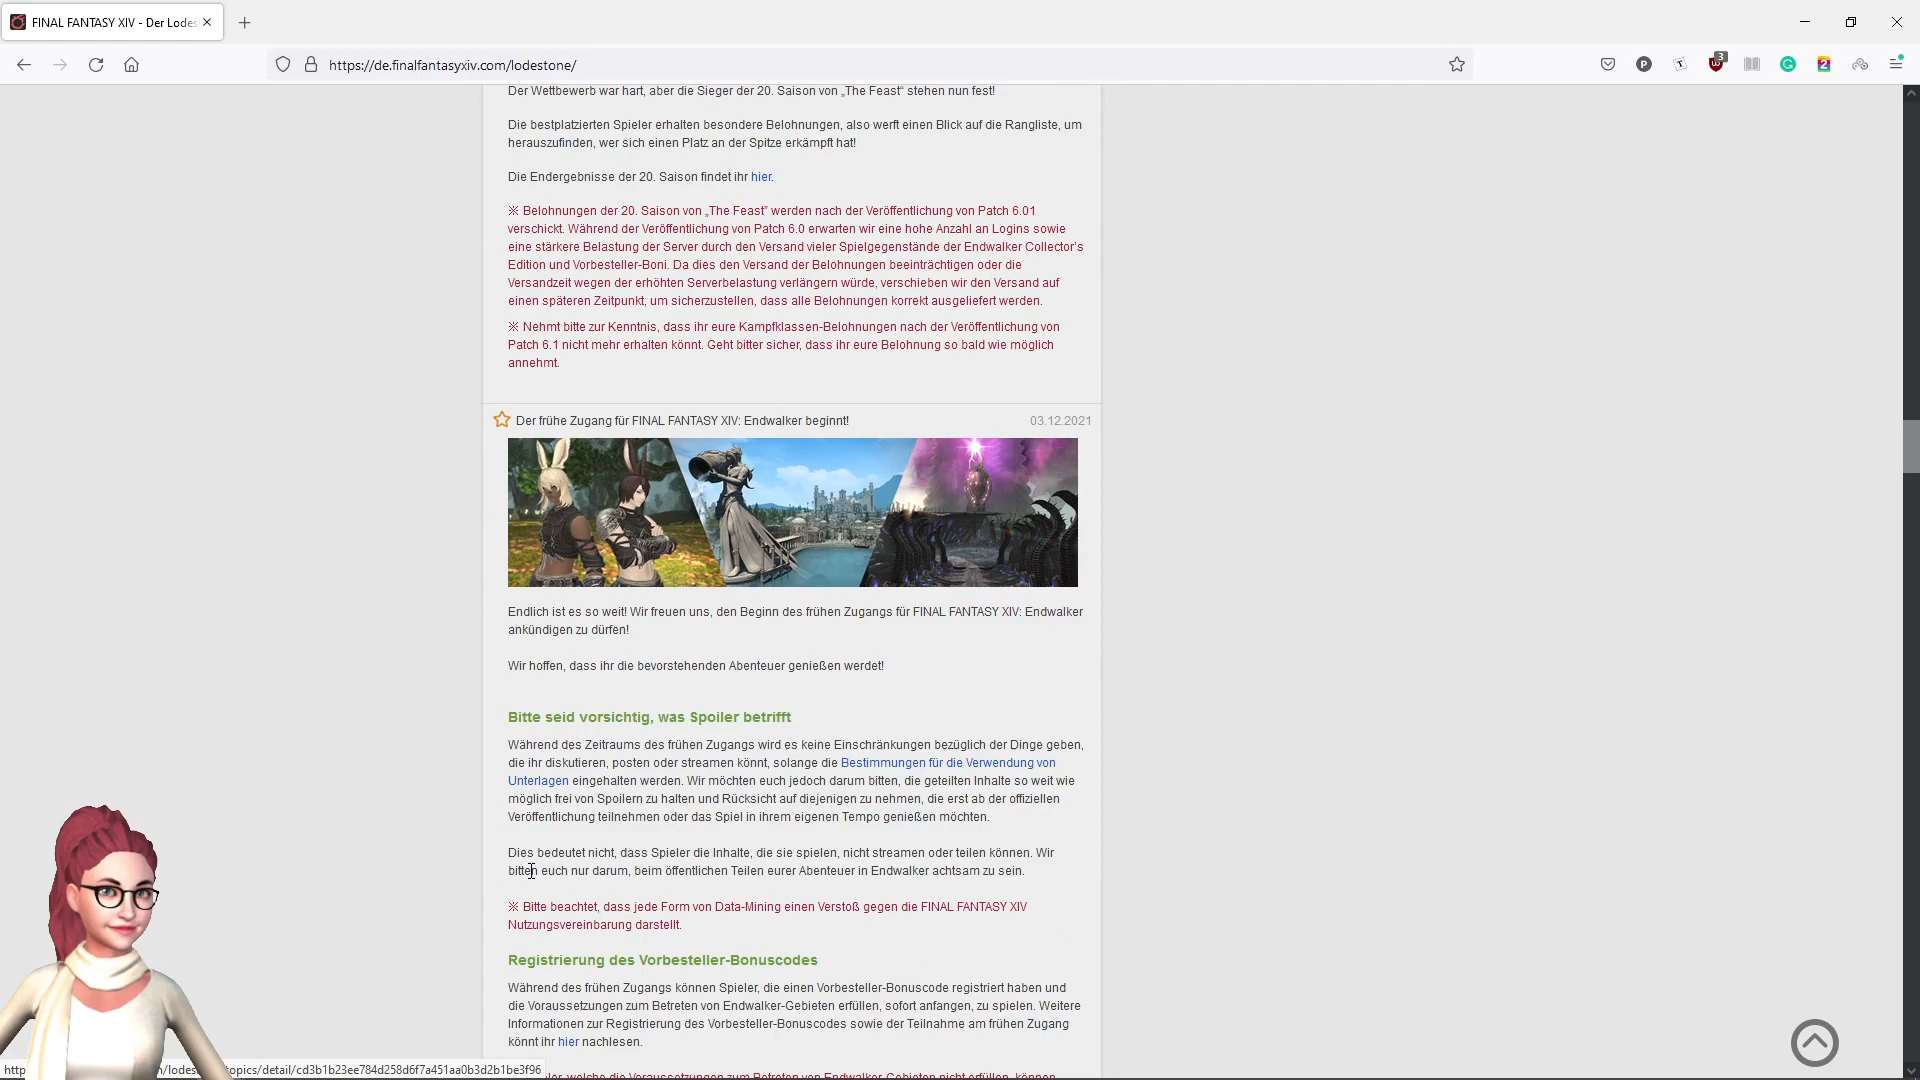 FINAL FANTASY XIV - Der Lodes
https://de.finalfantasyxiv.com/lodestone/
3
Der Wettbewerb war hart, aber die Sieger der 20. Saison von „The Feast“ stehen nun fest!
Die bestplatzierten Spieler erhalten besondere Belohnungen, also werft einen Blick auf die Rangliste, um
herauszufinden, wer sich einen Platz an der Spitze erkämpft hat!
Die Endergebnisse der 20. Saison findet ihr hier.
※ Belohnungen der 20. Saison von „The Feast“ werden nach der Veröffentlichung von Patch 6.01
verschickt. Während der Veröffentlichung von Patch 6.0 erwarten wir eine hohe Anzahl an Logins sowie
eine stärkere Belastung der Server durch den Versand vieler Spielgegenstände der Endwalker Collector's
Edition und Vorbesteller-Boni. Da dies den Versand der Belohnungen beeinträchtigen oder die
Versandzeit wegen der erhöhten Serverbelastung verlängern würde, verschieben wir den Versand auf
einen späteren Zeitpunkt, um sicherzustellen, dass alle Belohnungen korrekt ausgeliefert werden.
※ Nehmt bitte zur Kenntnis, dass ihr eure Kampfklassen-Belohnungen nach der Veröffentlichung von
Patch 6.1 nicht mehr erhalten könnt. Geht bitter sicher, dass ihr eure Belohnung so bald wie möglich
annehmt.
Der frühe Zugang für FINAL FANTASY XIV: Endwalker beginnt! 03.12.2021
Endlich ist es so weit! Wir freuen uns, den Beginn des frühen Zugangs für FINAL FANTASY XIV: Endwalker
ankündigen zu dürfen!
Wir hoffen, dass ihr die bevorstehenden Abenteuer genießen werdet!
Bitte seid vorsichtig, was Spoiler betrifft
Während des Zeitraums des frühen Zugangs wird es keine Einschränkungen bezüglich der Dinge geben,
die ihr diskutieren, posten oder streamen könnt, solange die Bestimmungen für die Verwendung von
Unterlagen eingehalten werden. Wir möchten euch jedoch darum bitten, die geteilten Inhalte so weit wie
möglich frei von Spoilern zu halten und Rücksicht auf diejenigen zu nehmen, die erst ab der offiziellen
Veröffentlichung teilnehmen oder das Spiel in ihrem eigenen Tempo genießen möchten.
Dies bedeutet nicht, dass Spieler die Inhalte, die sie spielen, nicht streamen oder teilen können. Wir
bitten euch nur darum, beim öffentlichen Teilen eurer Abenteuer in Endwalker achtsam zu sein.
※ Bitte beachtet, dass jede Form von Data-Mining einen Verstoß gegen die FINAL FANTASY XIV
Nutzungsvereinbarung darstellt.
Registrierung des Vorbesteller-Bonuscodes
Während des frühen Zugangs können Spieler, die einen Vorbesteller-Bonuscode registriert haben und
die Voraussetzungen zum Betreten von Endwalker-Gebieten erfüllen, sofort anfangen, zu spielen. Weitere
Informationen zur Registrierung des Vorbesteller-Bonuscodes sowie der Teilnahme am frühen Zugang
könnt ihr hier nachlesen.
welche die Voraussetzungen zum Betreten von Endwalker-Gebieten nicht erfüllen, können